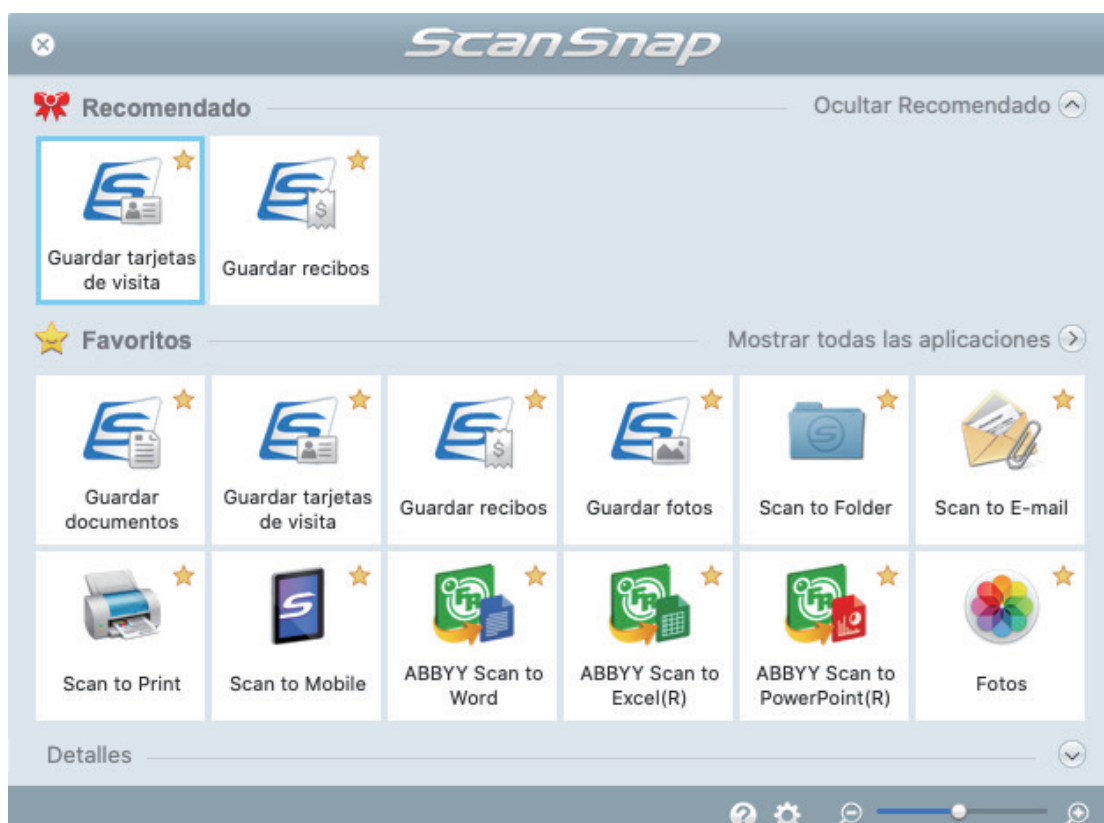 ScanSnap
Recomendado
Ocultar Recomendado
Guardar tarjetas
de visita
Guardar recibos
Favoritos
Mostrar todas las aplicaciones
Guardar
documentos
Guardar tarjetas
de visita
Guardar recibos
Guardar fotos
Scan to Folder
Scan to E-mail
Scan to Print
Scan to Mobile
ABBYY Scan to
Word
ABBYY Scan to
Excel(R)
ABBYY Scan to
PowerPoint(R)
Fotos
Detalles